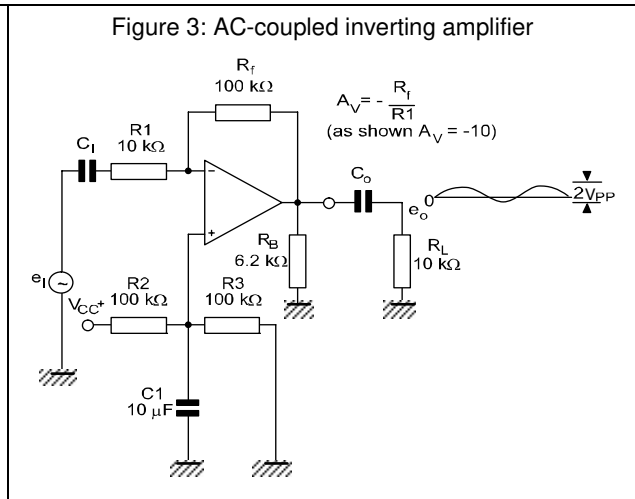 Figure 3: AC-coupled inverting amplifier
Rf
100 kΩ
AV = - Rf
R1
(as shown AV = -10)
CI
R1
10 kΩ
Co
eo
0
2VPP
RB
6.2 kΩ
RL
10 kΩ
eI
VCC+
R2
100 kΩ
R3
100 kΩ
C1
10 µF
-
+